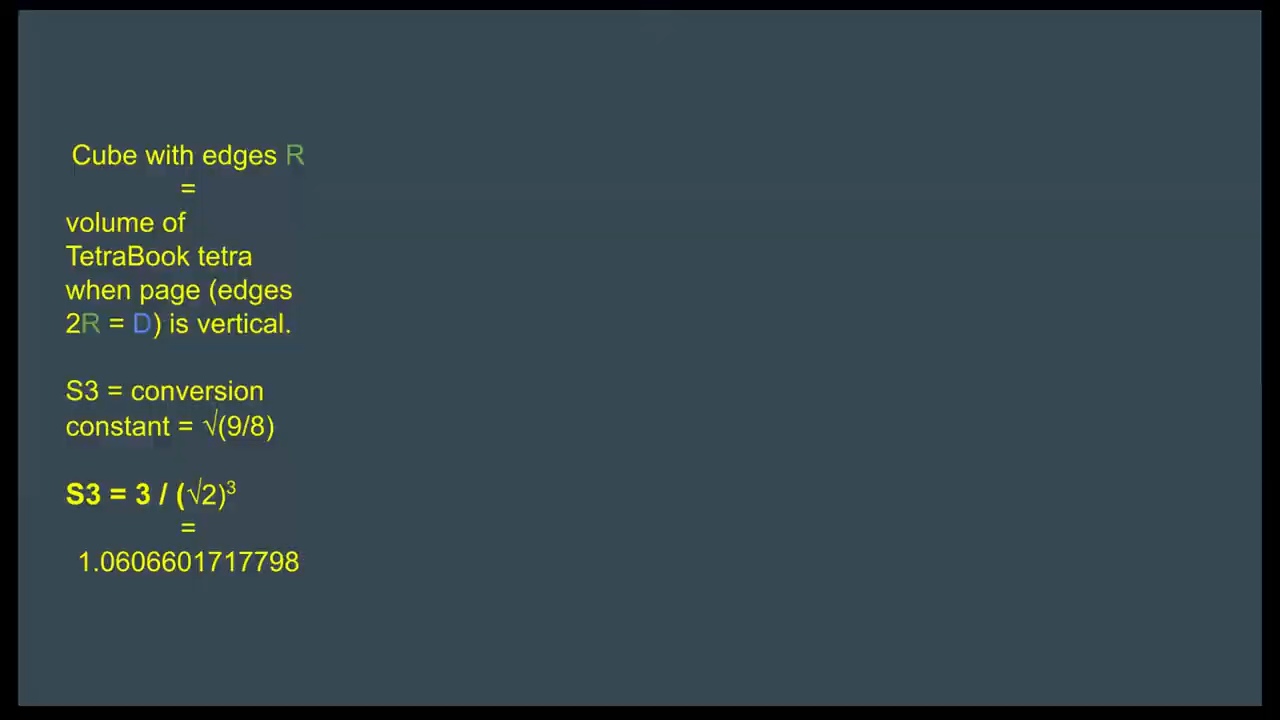 Cube with edges R
=
volume of
TetraBook tetra
when page (edges
2R = D) is vertical.
S3 = conversion
constant = √(9/8)
S3 = 3 / (√2)³
=
1.0606601717798